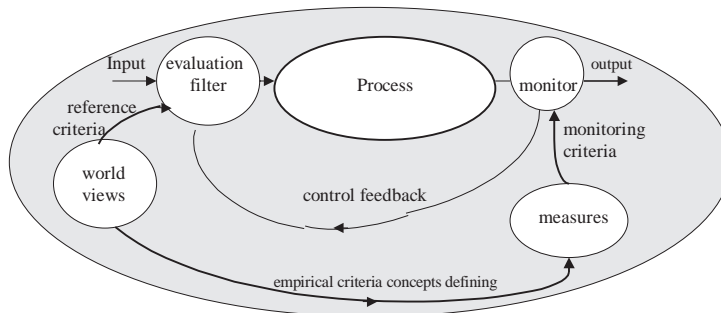 Input
evaluation
filter
Process
monitor
output
reference
criteria
monitoring
criteria
world
views
control feedback
measures
empirical criteria concepts defining